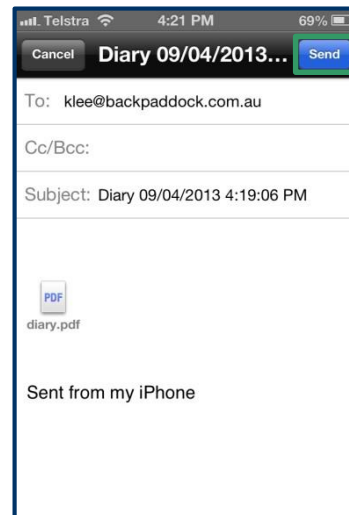 Telstra 4:21 PM 69%
Cancel Diary 09/04/2013... Send
To: klee@backpaddock.com.au
Cc/Bcc:
Subject: Diary 09/04/2013 4:19:06 PM
PDF
diary.pdf
Sent from my iPhone